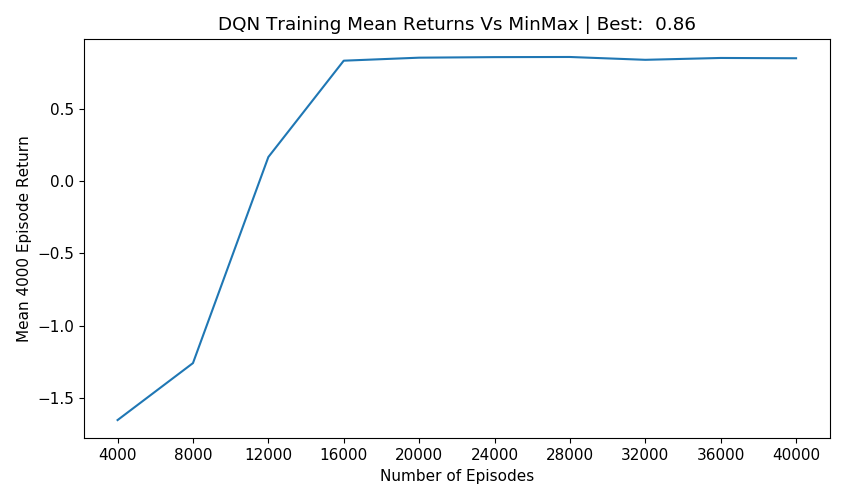 DQN Training Mean Returns Vs MinMax | Best:  0.86
Mean 4000 Episode Return
0.5
0.0
−0.5
−1.0
−1.5
4000 8000 12000 16000 20000 24000 28000 32000 36000 40000
Number of Episodes